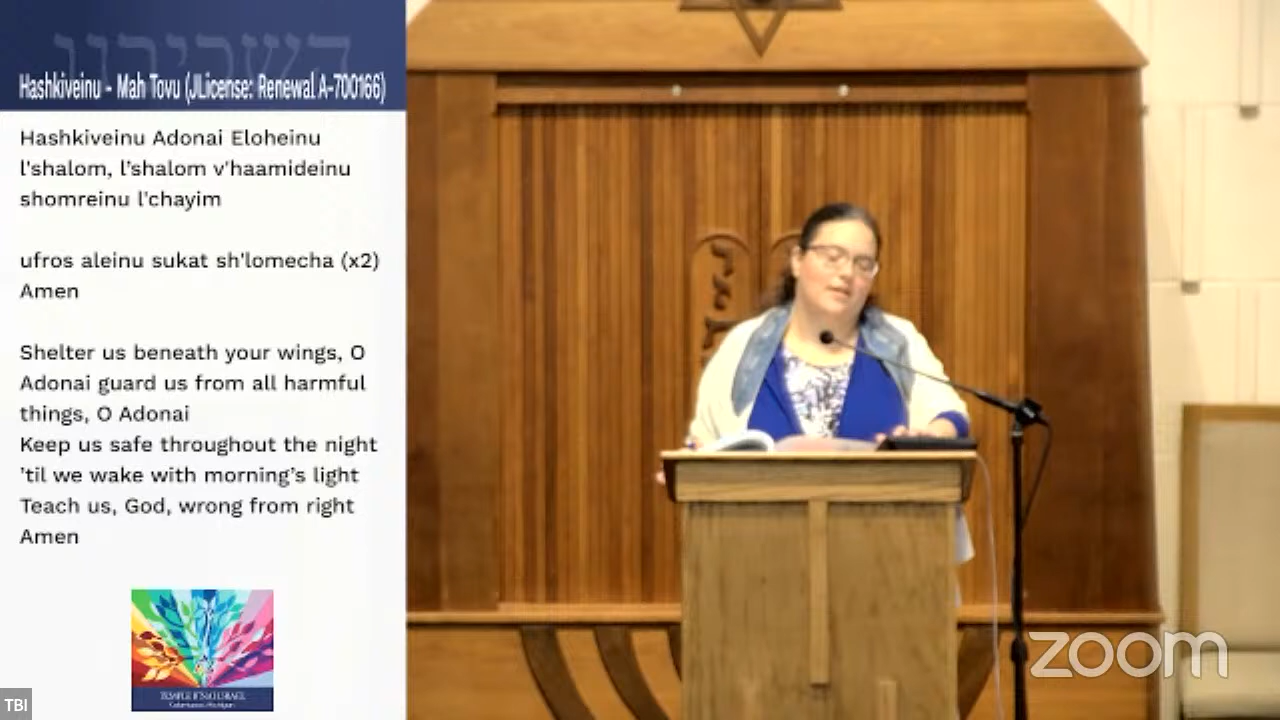 השכיבנו
Hashkiveinu - Mah Tovu (JLicense: Renewal A-700166)
Hashkiveinu Adonai Eloheinu
l'shalom, l'shalom v'haamideinu
shomreinu l'chayim
ufros aleinu sukat sh'lomecha (x2)
Amen
Shelter us beneath your wings, O
Adonai guard us from all harmful
things, O Adonai
Keep us safe throughout the night
'til we wake with morning's light
Teach us, God, wrong from right
Amen
TEMPLE B'NAI ISRAEL
Kalamazoo, Michigan
TBI
zoom